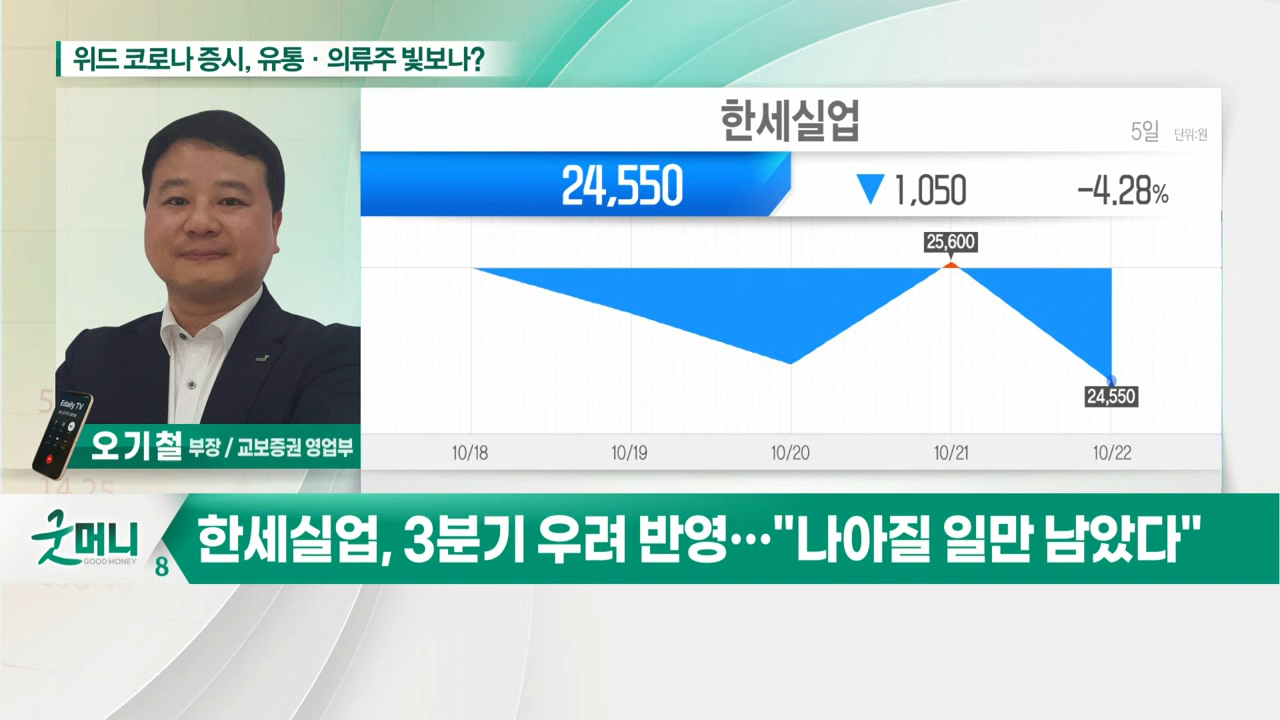 위드 코로나 증시, 유통 · 의류주 빛보나?
한세실업
5일 단위:원
24,550 ▼ 1,050 -4.28%
25,600
24,550
10/18 10/19 10/20 10/21 10/22
Edaily TV
오기철 부장 / 교보증권 영업부
14.25
굿머니
GOOD MONEY
8
한세실업, 3분기 우려 반영…"나아질 일만 남았다"